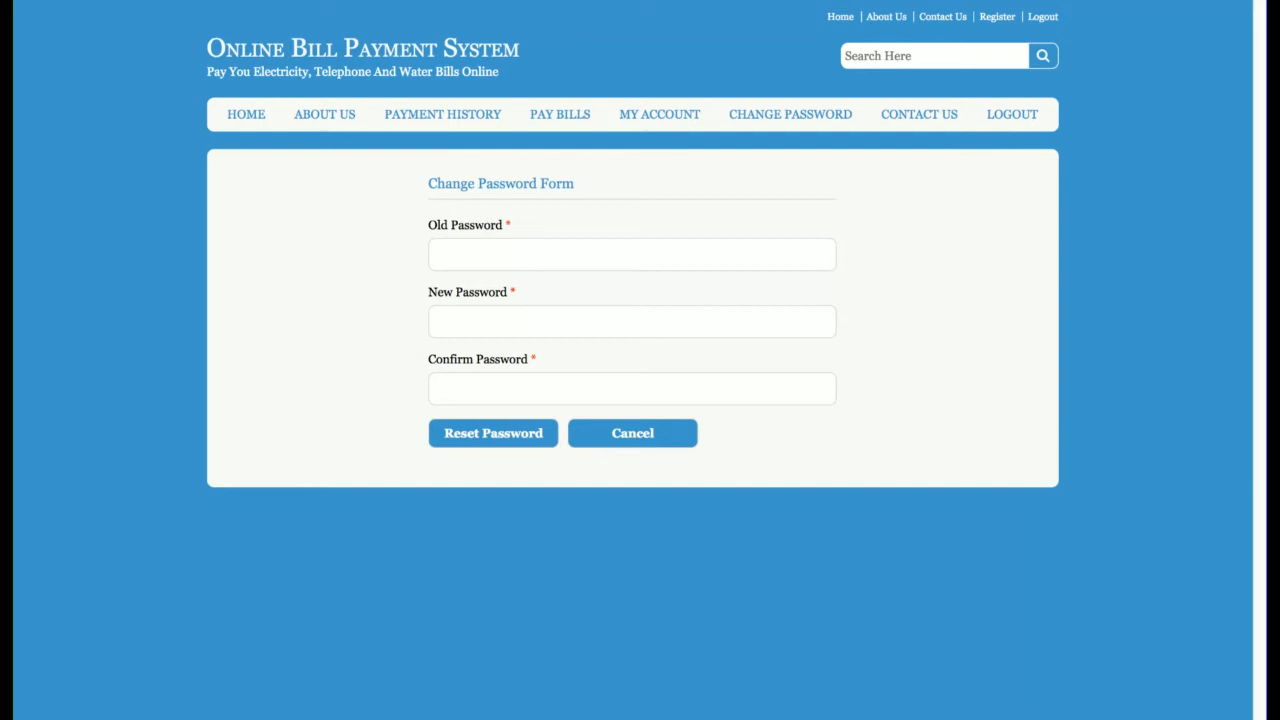 Home | About Us | Contact Us | Register | Logout
Online Bill Payment System
Pay You Electricity, Telephone And Water Bills Online
Search Here
HOME ABOUT US PAYMENT HISTORY PAY BILLS MY ACCOUNT CHANGE PASSWORD CONTACT US LOGOUT
Change Password Form
Old Password *
New Password *
Confirm Password *
Reset Password Cancel